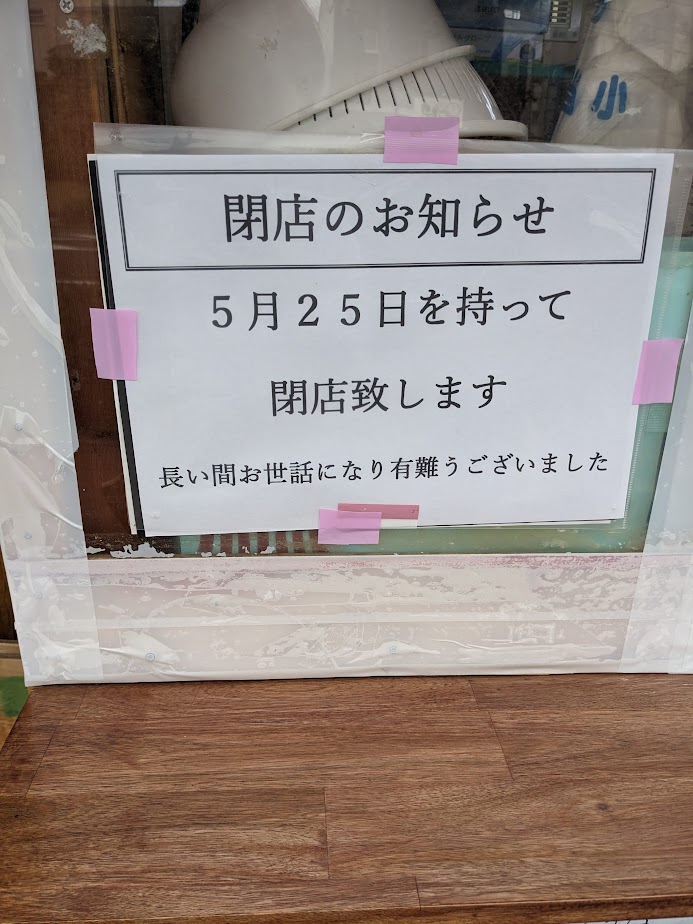 小
閉店のお知らせ
５月２５日を持って
閉店致します
長い間お世話になり有難うございました